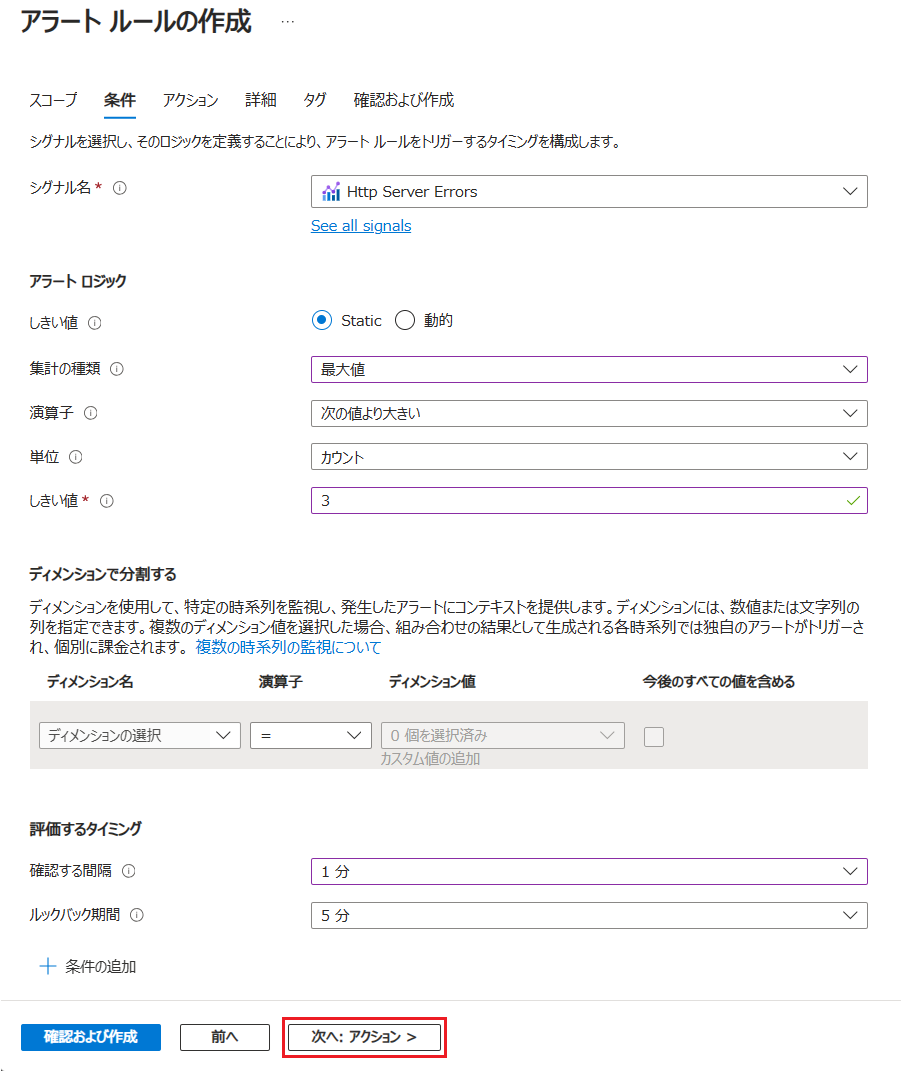 アラート ルールの作成 ...
スコープ 条件 アクション 詳細 タグ 確認および作成
シグナルを選択し、そのロジックを定義することにより、アラート ルールをトリガーするタイミングを構成します。
シグナル名 * Http Server Errors
See all signals
アラート ロジック
しきい値 Static 動的
集計の種類 最大値
演算子 次の値より大きい
単位 カウント
しきい値 * 3
ディメンションで分割する
ディメンションを使用して、特定の時系列を監視し、発生したアラートにコンテキストを提供します。ディメンションには、数値または文字列の
列を指定できます。複数のディメンション値を選択した場合、組み合わせの結果として生成される各時系列では独自のアラートがトリガーさ
れ、個別に課金されます。 複数の時系列の監視について
ディメンション名 演算子 ディメンション値 今後のすべての値を含める
ディメンションの選択 = 0 個を選択済み
カスタム値の追加
評価するタイミング
確認する間隔 1 分
ルックバック期間 5 分
+ 条件の追加
確認および作成 前へ 次へ: アクション >